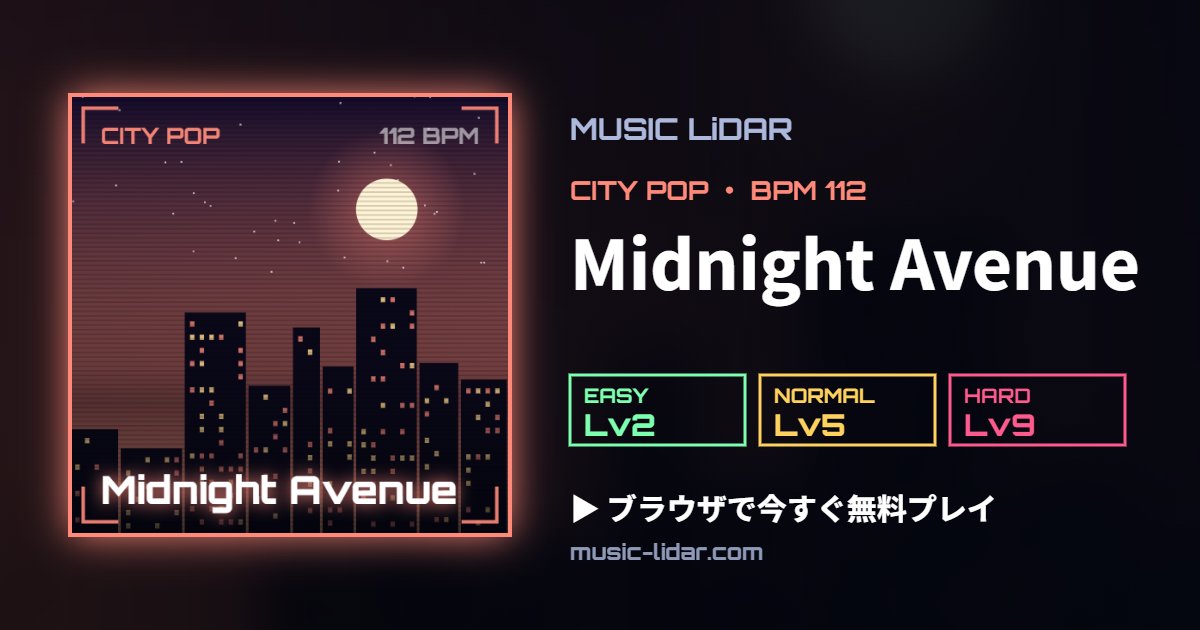 CITY POP
112 BPM
Midnight Avenue
MUSIC LiDAR
CITY POP • BPM 112
Midnight Avenue
EASY
Lv2
NORMAL
Lv5
HARD
Lv9
▶ ブラウザで今すぐ無料プレイ
music-lidar.com